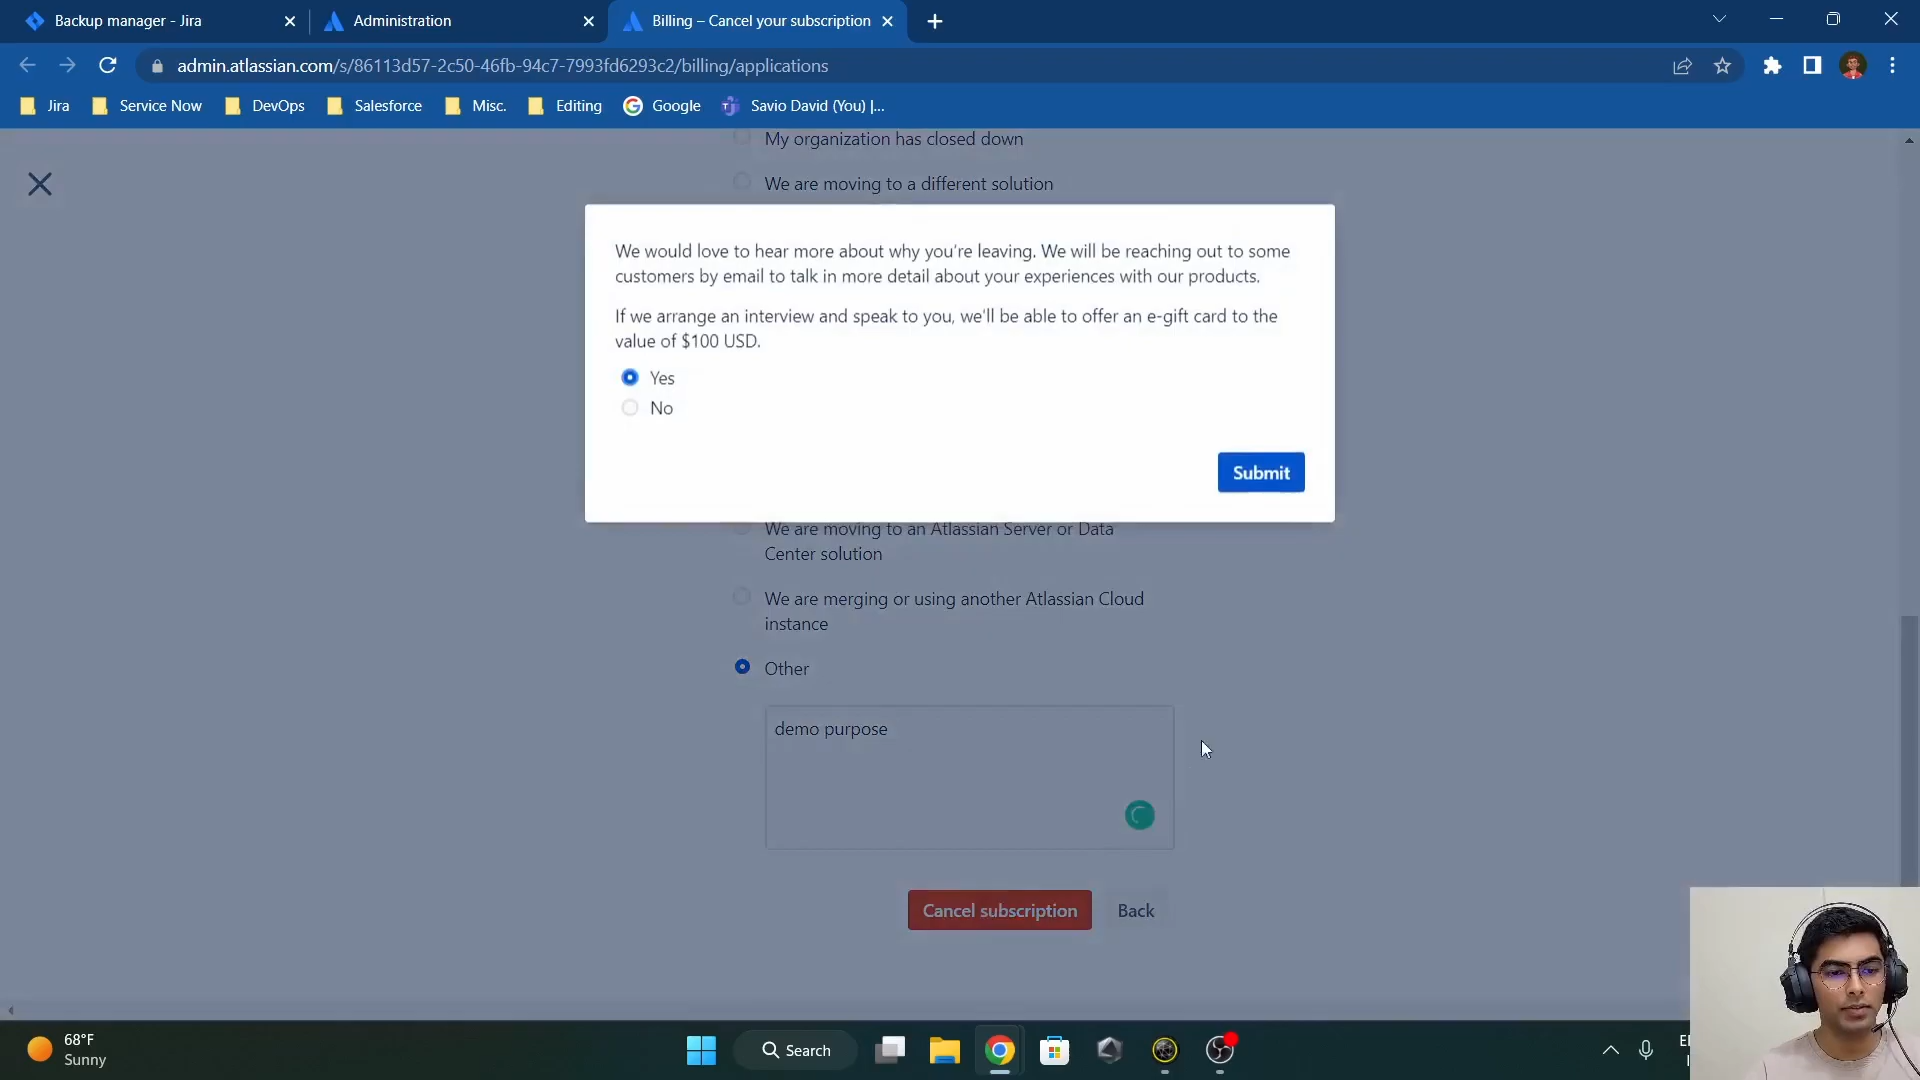 Backup manager - Jira
Administration
Billing – Cancel your subscription
admin.atlassian.com/s/86113d57-2c50-46fb-94c7-7993fd6293c2/billing/applications
Jira
Service Now
DevOps
Salesforce
Misc.
Editing
Google
Savio David (You) |...
My organization has closed down
We are moving to a different solution
We would love to hear more about why you're leaving. We will be reaching out to some
customers by email to talk in more detail about your experiences with our products.
If we arrange an interview and speak to you, we'll be able to offer an e-gift card to the
value of $100 USD.
Yes
No
Submit
We are moving to an Atlassian Server or Data
Center solution
We are merging or using another Atlassian Cloud
instance
Other
demo purpose
Cancel subscription
Back
68°F
Sunny
Search